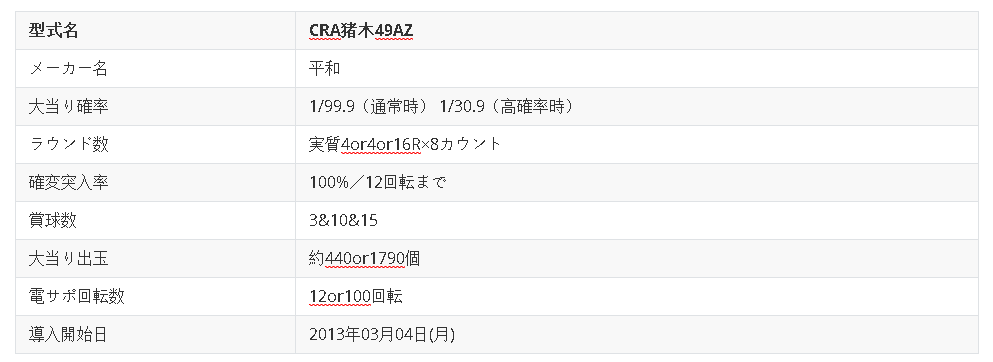 型式名 CRA猪木49AZ
メーカー名 平和
大当り確率 1/99.9（通常時） 1/30.9（高確率時）
ラウンド数 実質4or4or16R×8カウント
確変突入率 100%／12回転まで
賞球数 3&10&15
大当り出玉 約440or1790個
電サポ回転数 12or100回転
導入開始日 2013年03月04日(月)